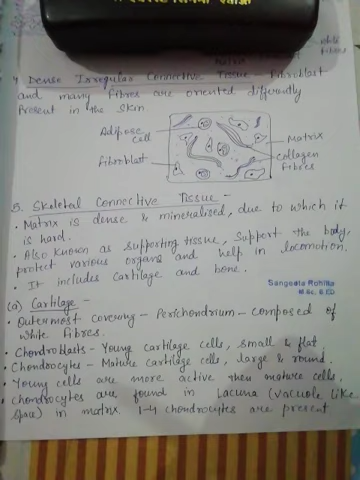 white
fibres
Matrix
4 Dense Irregular Connective Tissue - Fibroblast
and many fibres are oriented differently
Present in the skin
Adipose
cell
Fibroblast
Matrix
Collagen
Fibres
B. Skeletal Connective Tissue -
• Matrix is dense & mineralised, due to which it
is hard.
• Also known as supporting tissue, support the body,
protect various organs and help in locomotion.
• It includes cartilage and bone.
Sangeeta Rohilla
M.Sc, B.ED
(a) Cartilage -
• Outermost covering - Perichondrium - composed of
white fibres.
• Chondroblasts - Young cartilage cells, small & flat
• Chondrocytes - Mature cartilage cells, large & round.
• Young cells are more active then mature cells.
• Chondrocytes are found in Lacuna (vacuole like
space) in matrix. 1-4 chondrocytes are present